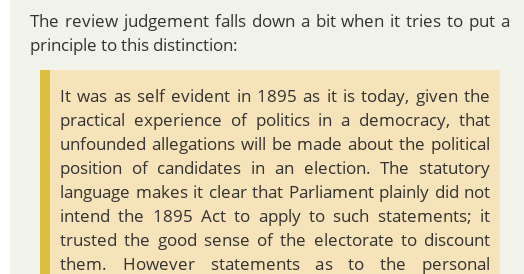 The review judgement falls down a bit when it tries to put a
principle to this distinction:
It was as self evident in 1895 as it is today, given the
practical experience of politics in a democracy, that
unfounded allegations will be made about the political
position of candidates in an election. The statutory
language makes it clear that Parliament plainly did not
intend the 1895 Act to apply to such statements; it
trusted the good sense of the electorate to discount
them. However statements as to the personal